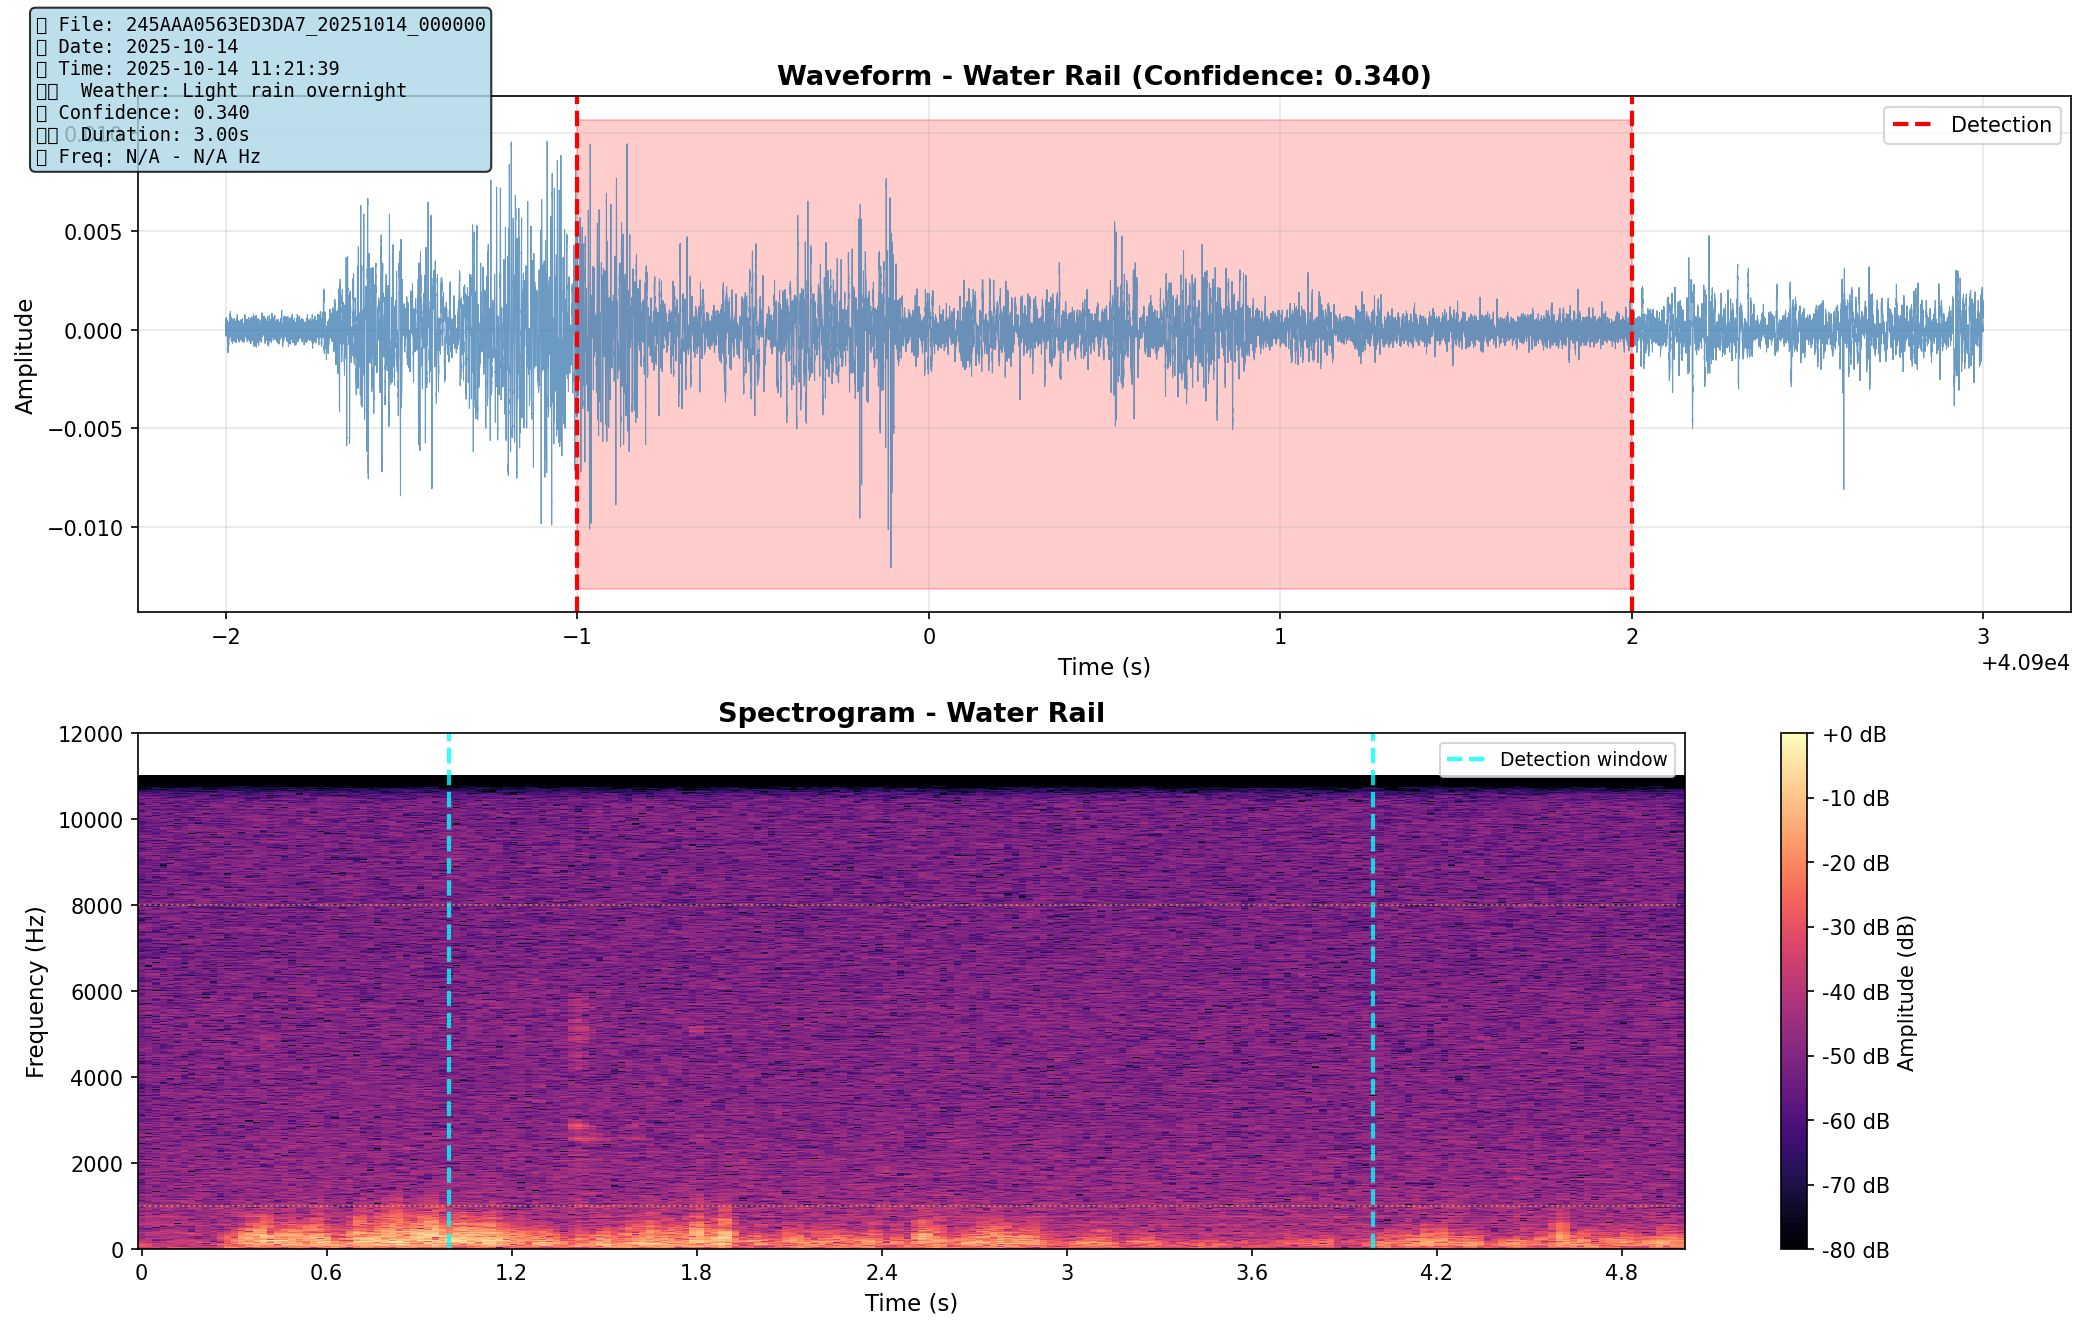 File: 245AAA0563ED3DA7_20251014_000000
Date: 2025-10-14
Time: 2025-10-14 11:21:39
Weather: Light rain overnight
Confidence: 0.340
Duration: 3.00s
Freq: N/A - N/A Hz
Waveform - Water Rail (Confidence: 0.340)
Detection
Amplitude
0.010
0.005
0.000
−0.005
−0.010
−2 −1 0 1 2 3
+4.09e4
Time (s)
Spectrogram - Water Rail
Detection window
Frequency (Hz)
12000
10000
8000
6000
4000
2000
0
0 0.6 1.2 1.8 2.4 3 3.6 4.2 4.8
Time (s)
+0 dB
-10 dB
-20 dB
-30 dB
-40 dB
-50 dB
-60 dB
-70 dB
-80 dB
Amplitude (dB)